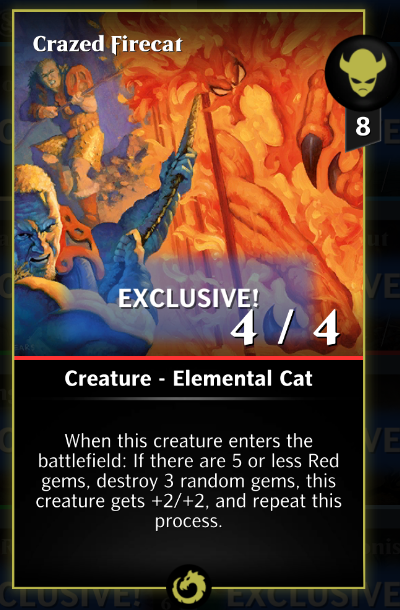 Crazed Firecat
8
EXCLUSIVE!
4 / 4
Creature - Elemental Cat
When this creature enters the
battlefield: If there are 5 or less Red
gems, destroy 3 random gems, this
creature gets +2/+2, and repeat this
process.